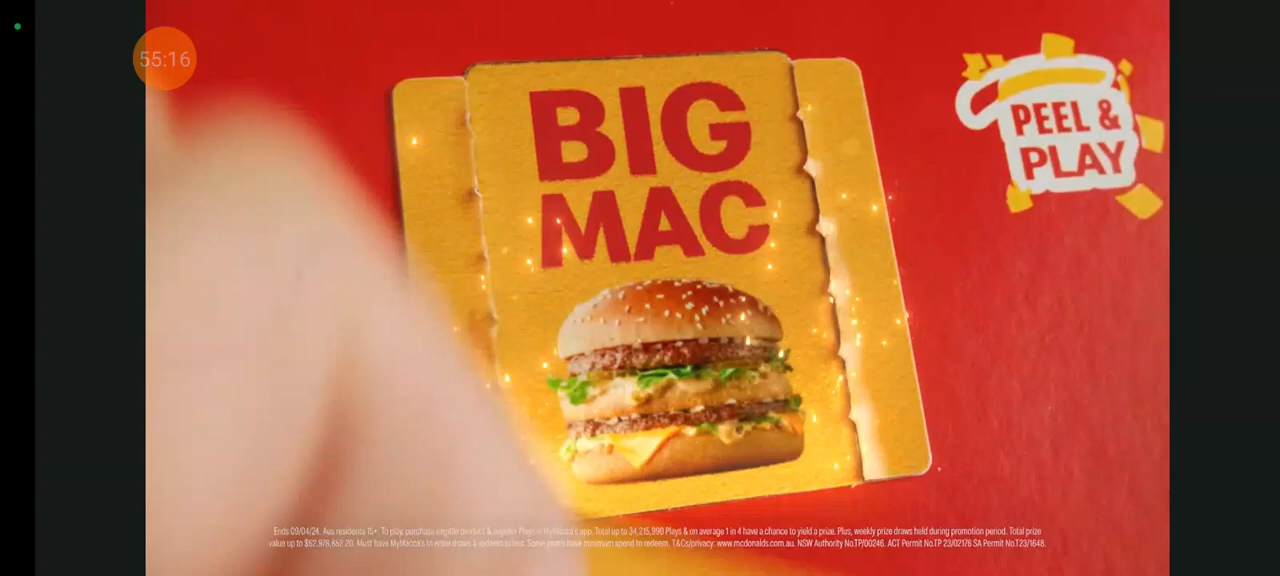 55:16
BIG
MAC
PEEL &
PLAY
Ends 09/04/24. Aus residents 15+. To play, purchase eligible product & register Plays in MyMacca's app. Total up to 34,215,990 Plays & on average 1 in 4 have a chance to yield a prize. Plus, weekly prize draws held during promotion period. Total prize
value up to $62,978,652.20. Must have MyMacca's to enter draws & redeem prizes. Some prizes have minimum spend to redeem. T&Cs/privacy: www.mcdonalds.com.au. NSW Authority No.TP/00246. ACT Permit No.TP 23/02176 SA Permit No.T23/1648.